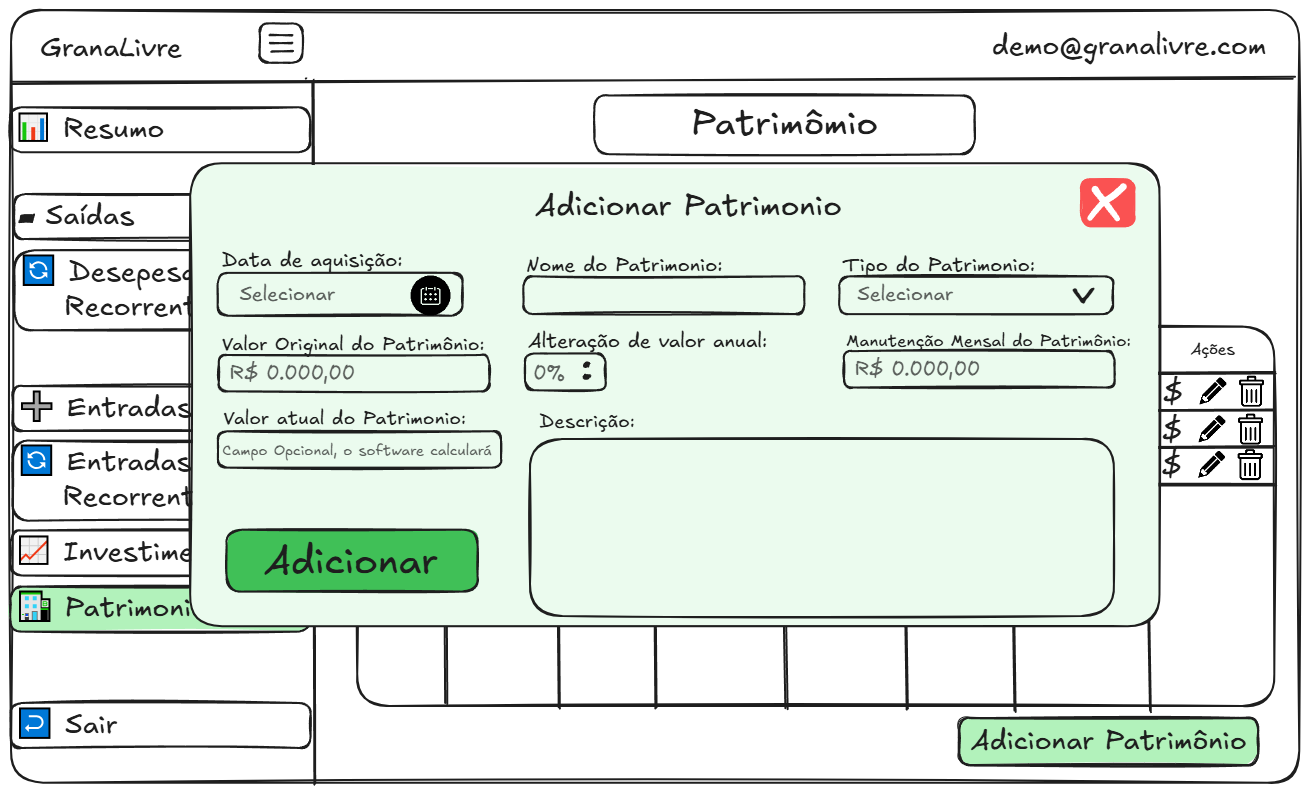 GranaLivre
demo@granalivre.com
Patrimômio
Resumo
Saídas
Desepesa
Recorrent
Entradas
Entradas
Recorrent
Investime
Patrimoni
Sair
Adicionar Patrimonio
Data de aquisição:
Selecionar
Nome do Patrimonio:
Tipo do Patrimonio:
Selecionar
Valor Original do Patrimônio:
R$ 0.000,00
Alteração de valor anual:
0%
Manutenção Mensal do Patrimônio:
R$ 0.000,00
Valor atual do Patrimonio:
Campo Opcional, o software calculará
Descrição:
Adicionar
Ações
$
$
$
Adicionar Patrimônio